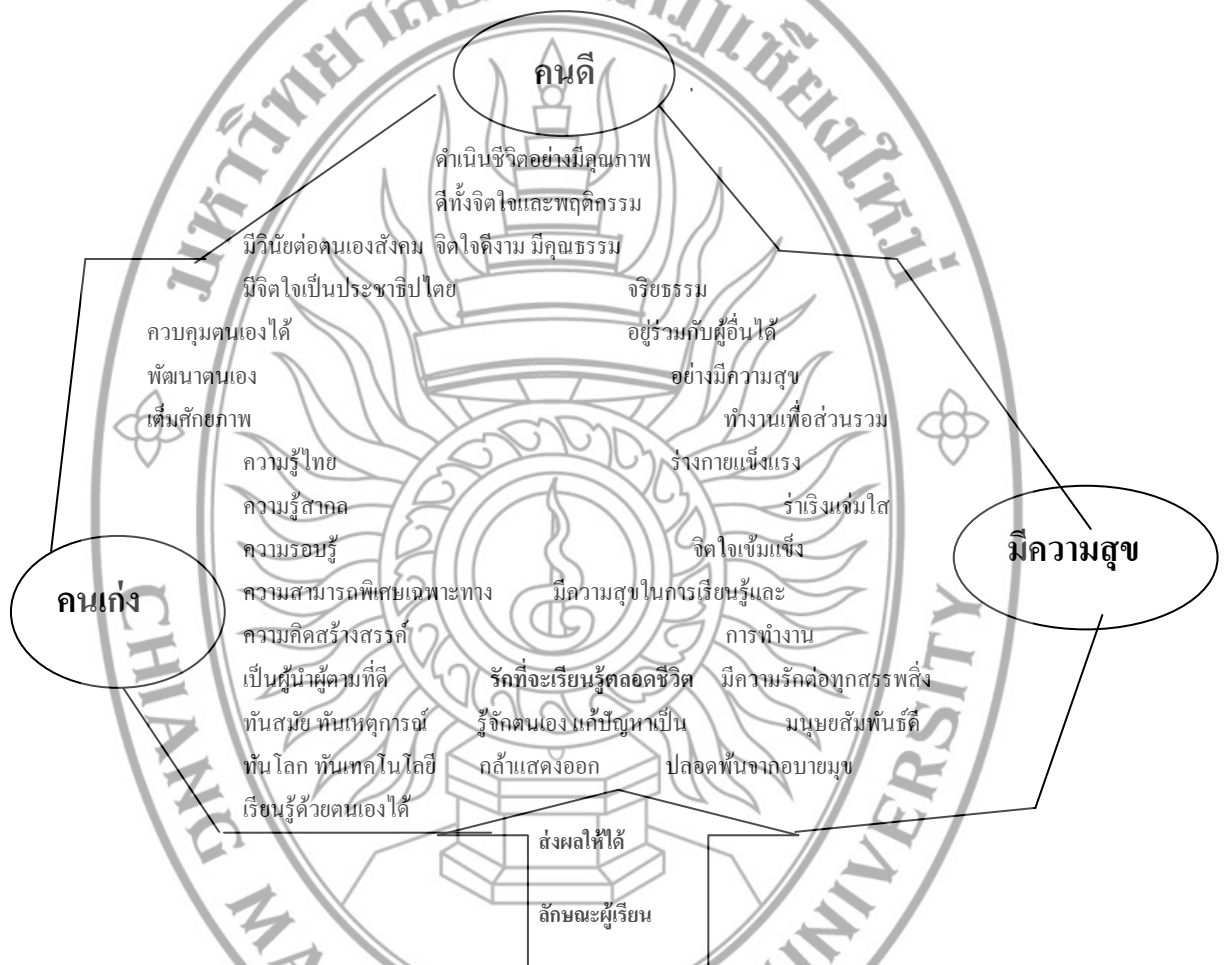 มหาวิทยาลัยราชภัฏเชียงใหม่
คนดี
ดำเนินชีวิตอย่างมีคุณภาพ
ดีทั้งจิตใจและพฤติกรรม
มีวินัยต่อตนเองสังคม จิตใจดีงาม มีคุณธรรม
มีจิตใจเป็นประชาธิปไตย จริยธรรม
ควบคุมตนเองได้ อยู่ร่วมกับผู้อื่นได้
พัฒนาตนเอง อย่างมีความสุข
เต็มศักยภาพ ทำงานเพื่อส่วนรวม
ความรู้ไทย ร่างกายแข็งแรง
ความรู้สากล ร่าเริงแจ่มใส
ความรอบรู้ จิตใจเข้มแข็ง
มีความสุข
คนเก่ง
ความสามารถพิเศษเฉพาะทาง มีความสุขในการเรียนรู้และ
ความคิดสร้างสรรค์ การทำงาน
เป็นผู้นำผู้ตามที่ดี รักที่จะเรียนรู้ตลอดชีวิต มีความรักต่อทุกสรรพสิ่ง
ทันสมัย ทันเหตุการณ์ รู้จักตนเอง แก้ปัญหาเป็น มนุษยสัมพันธ์ดี
ทันโลก ทันเทคโนโลยี กล้าแสดงออก ปลอดพ้นจากอบายมุข
เรียนรู้ด้วยตนเองได้
ส่งผลให้ได้
ลักษณะผู้เรียน
CHIANG UNIVERSITY